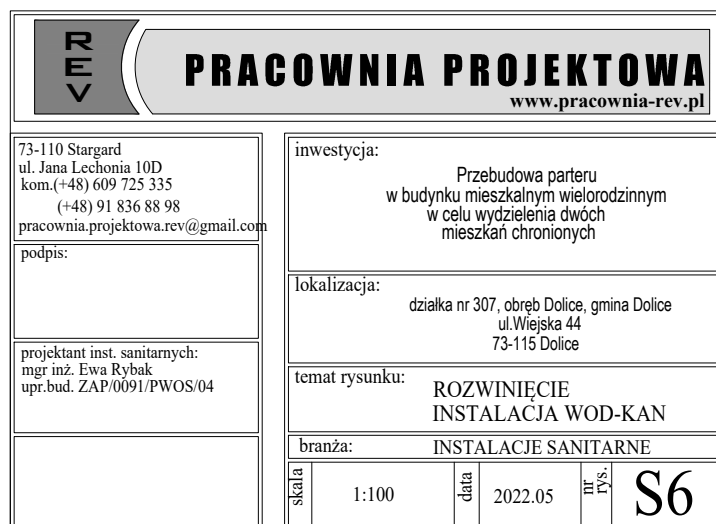 REV
PRACOWNIA PROJEKTOWA
www.pracownia-rev.pl
73-110 Stargard
ul. Jana Lechonia 10D
kom.(+48) 609 725 335
(+48) 91 836 88 98
pracownia.projektowa.rev@gmail.com
podpis:
projektant inst. sanitarnych:
mgr inż. Ewa Rybak
upr.bud. ZAP/0091/PWOS/04
inwestycja:
Przebudowa parteru
w budynku mieszkalnym wielorodzinnym
w celu wydzielenia dwóch
mieszkań chronionych
lokalizacja:
działka nr 307, obręb Dolice, gmina Dolice
ul.Wiejska 44
73-115 Dolice
temat rysunku:
ROZWINIĘCIE
INSTALACJA WOD-KAN
branża: INSTALACJE SANITARNE
skala 1:100 data 2022.05 nr rys. S6